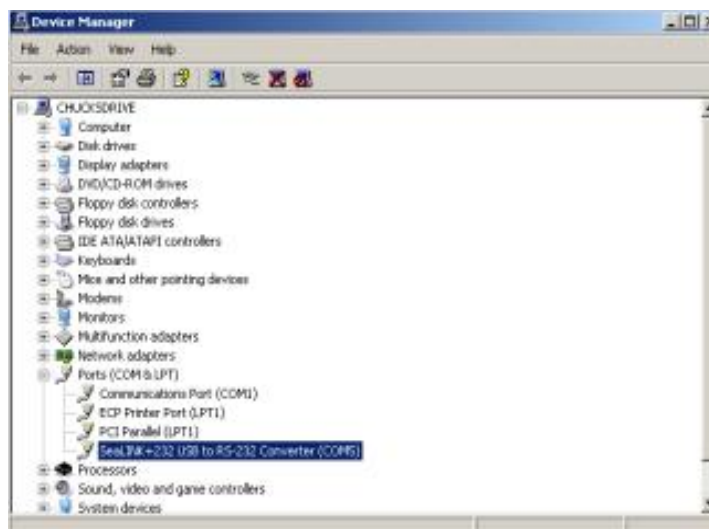 Device Manager
File Action View Help
CHUCKSDRIVE
Computer
Disk drives
Display adapters
DVD/CD-ROM drives
Floppy disk controllers
Floppy disk drives
IDE ATA/ATAPI controllers
Keyboards
Mice and other pointing devices
Modems
Monitors
Multifunction adapters
Network adapters
Ports (COM & LPT)
Communications Port (COM1)
ECP Printer Port (LPT1)
PCI Parallel (LPT1)
SeaLINK+232 USB to RS-232 Converter (COM5)
Processors
Sound, video and game controllers
System devices